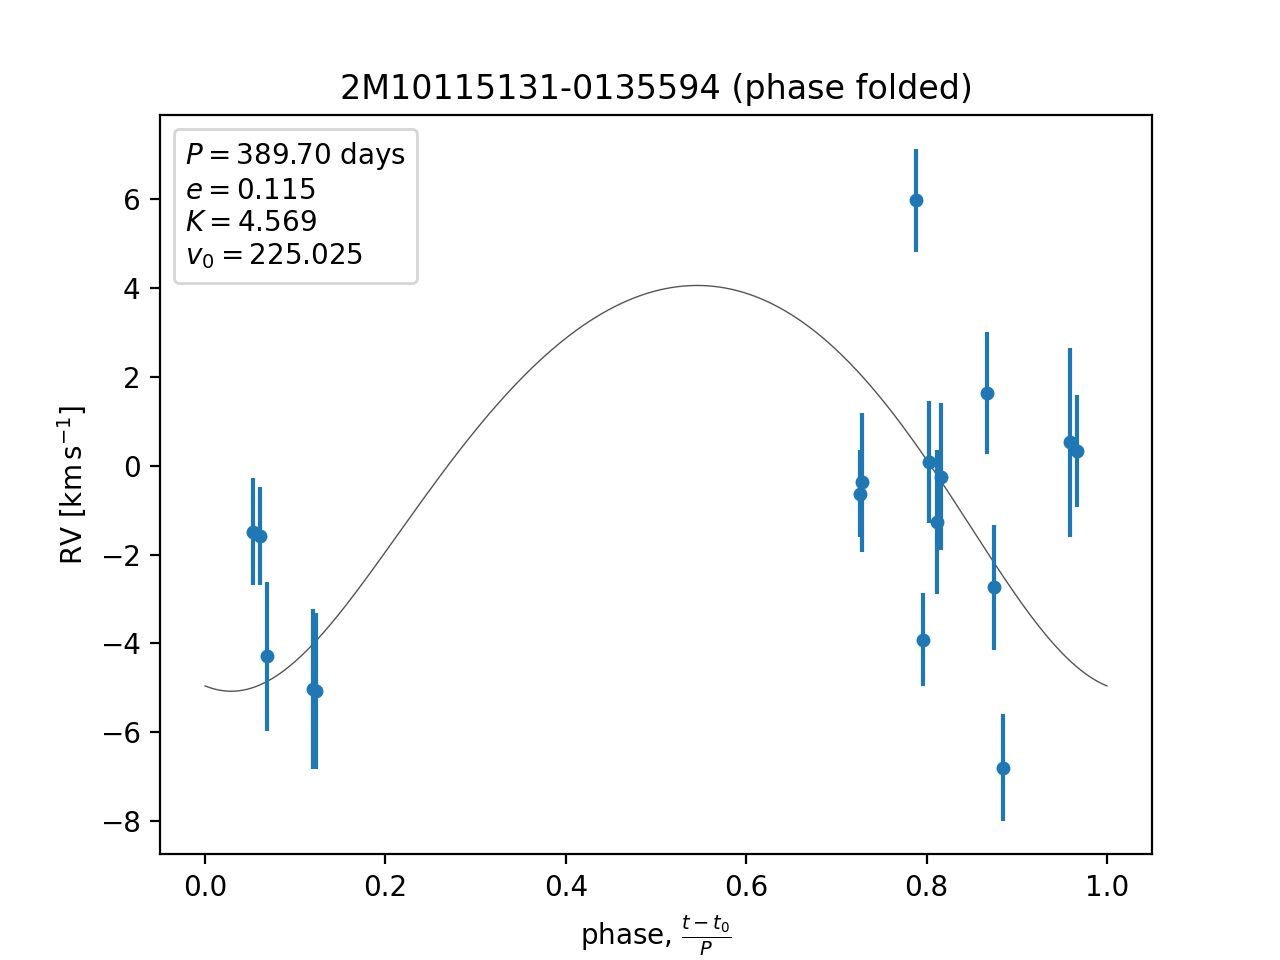 2M10115131-0135594 (phase folded)
P = 389.70 days
e = 0.115
K = 4.569
v₀ = 225.025
6
4
2
0
−2
−4
−6
−8
RV [km s⁻¹]
0.0 0.2 0.4 0.6 0.8 1.0
phase, (t − t₀)/P